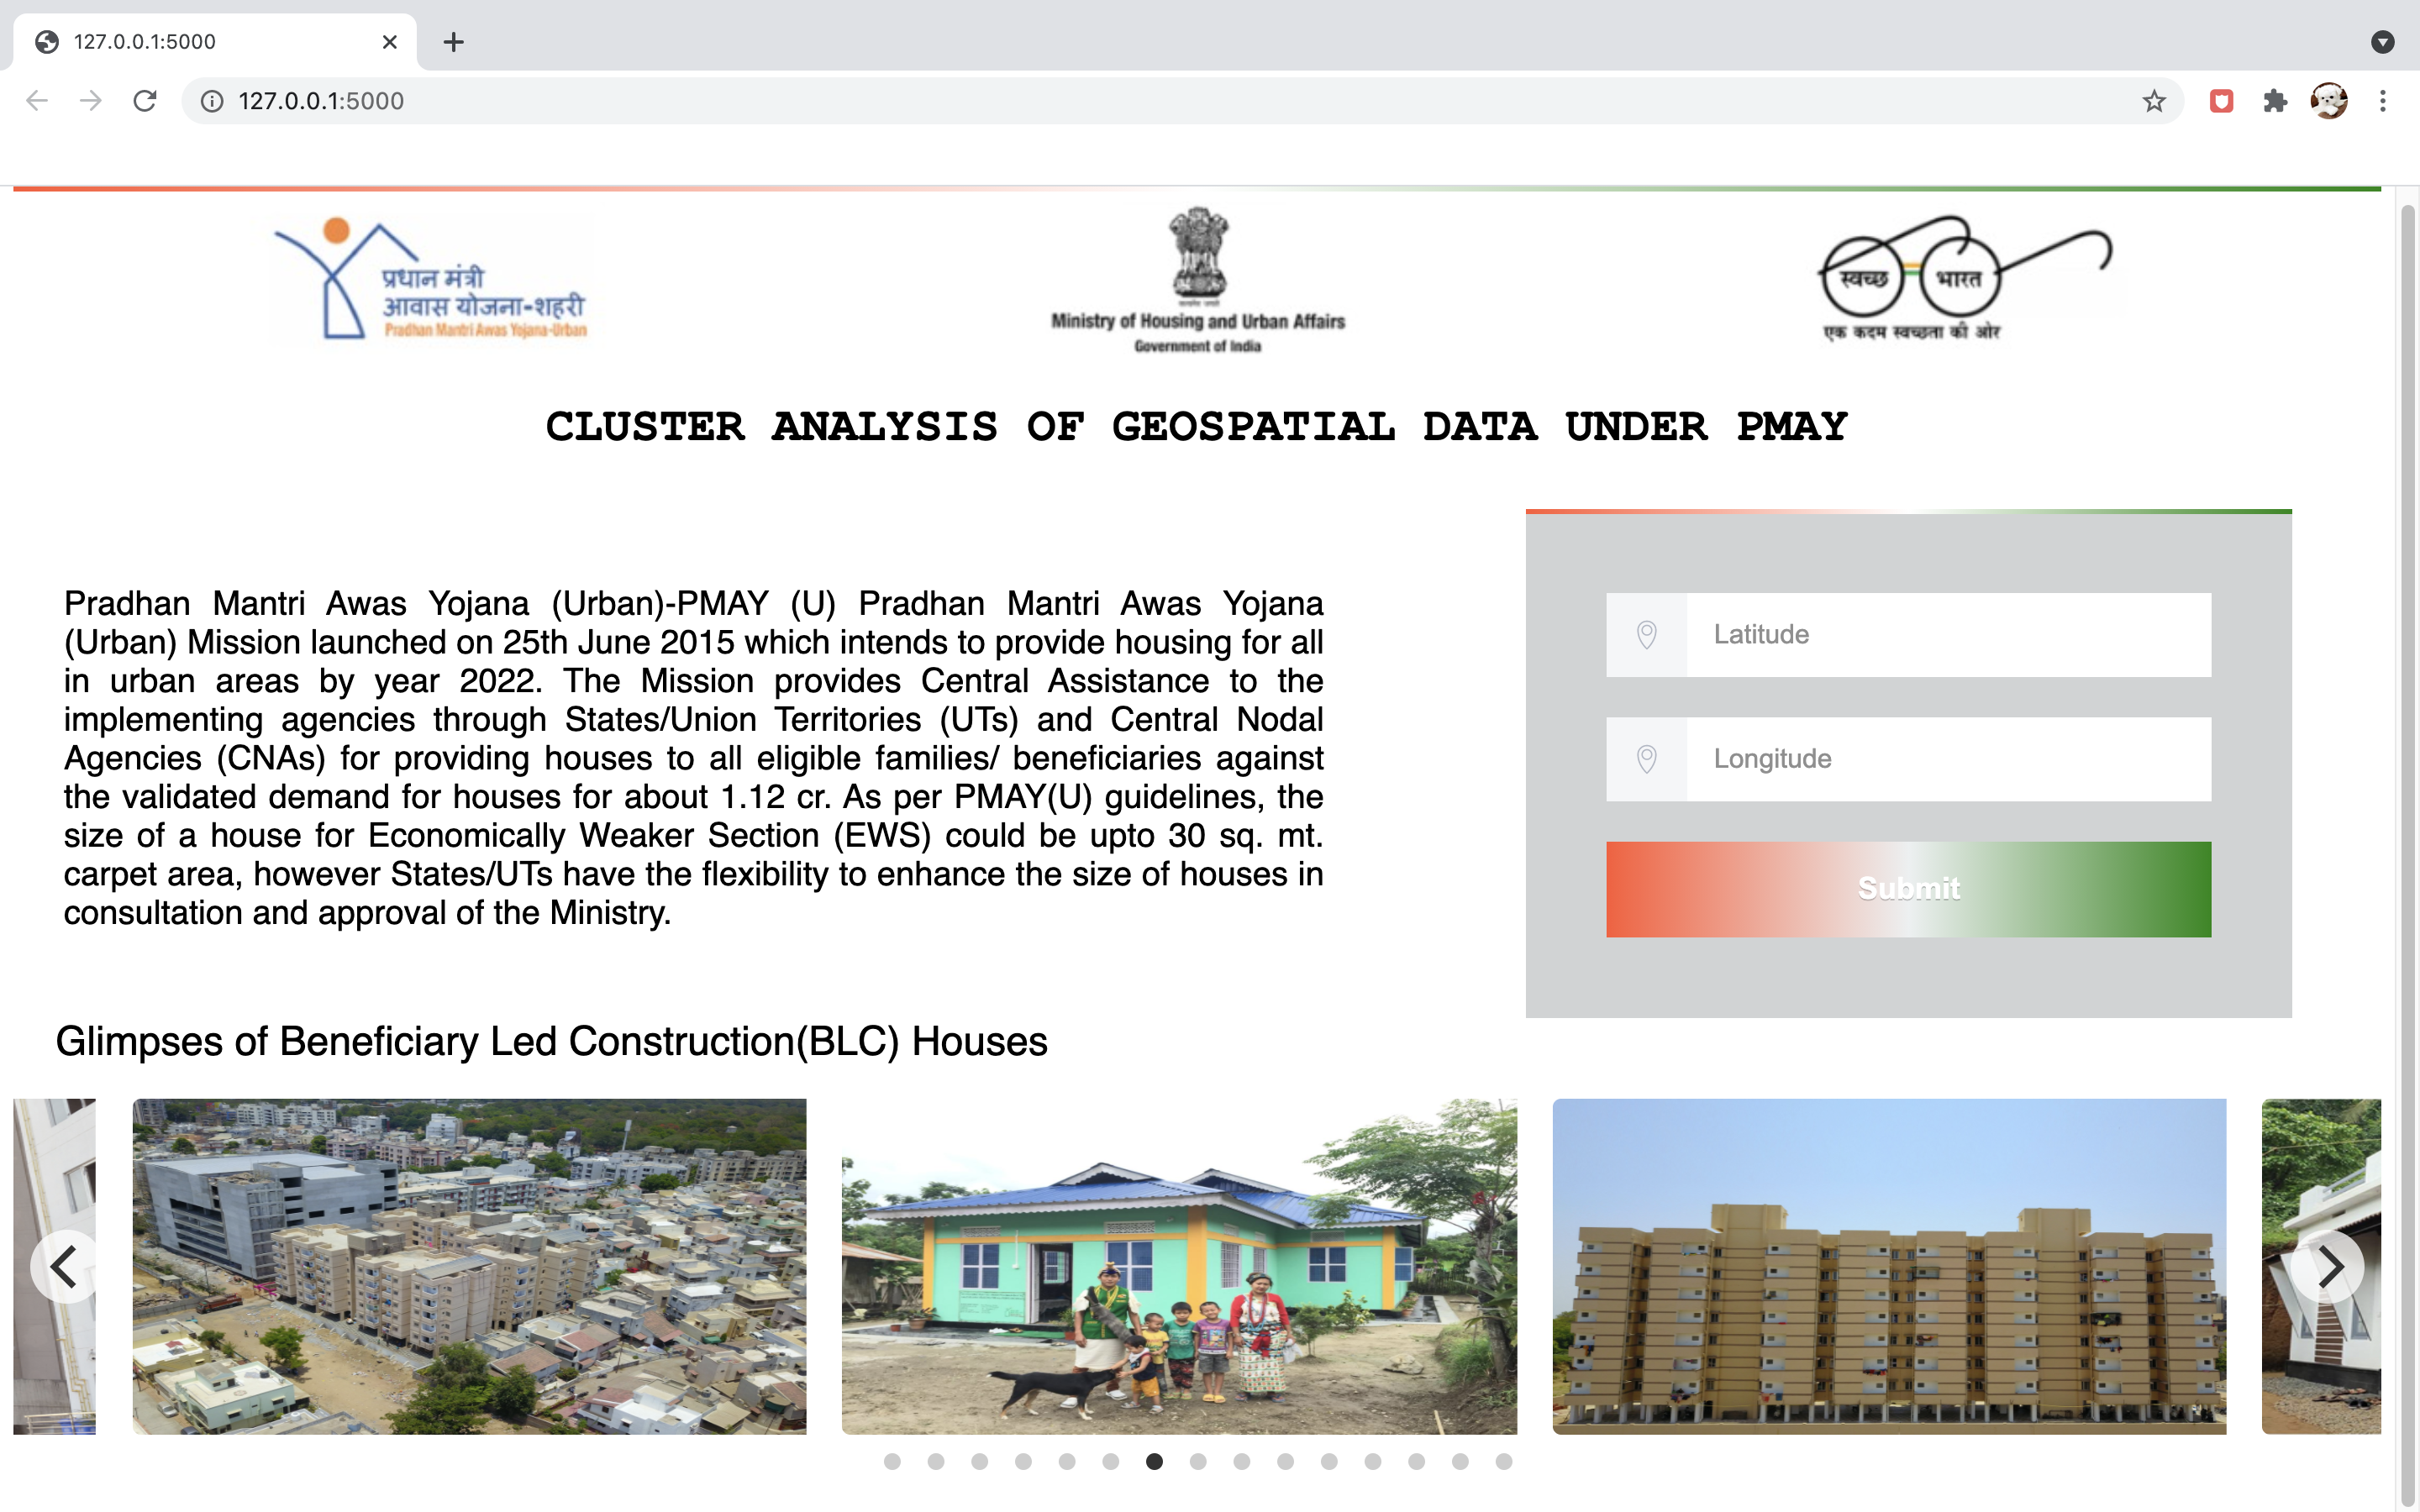 127.0.0.1:5000
127.0.0.1:5000
प्रधान मंत्री
आवास योजना-शहरी
Pradhan Mantri Awas Yojana-Urban
Ministry of Housing and Urban Affairs
Government of India
स्वच्छ भारत
एक कदम स्वच्छता की ओर
CLUSTER ANALYSIS OF GEOSPATIAL DATA UNDER PMAY
Pradhan Mantri Awas Yojana (Urban)-PMAY (U) Pradhan Mantri Awas Yojana
(Urban) Mission launched on 25th June 2015 which intends to provide housing for all
in urban areas by year 2022. The Mission provides Central Assistance to the
implementing agencies through States/Union Territories (UTs) and Central Nodal
Agencies (CNAs) for providing houses to all eligible families/ beneficiaries against
the validated demand for houses for about 1.12 cr. As per PMAY(U) guidelines, the
size of a house for Economically Weaker Section (EWS) could be upto 30 sq. mt.
carpet area, however States/UTs have the flexibility to enhance the size of houses in
consultation and approval of the Ministry.
Latitude
Longitude
Submit
Glimpses of Beneficiary Led Construction(BLC) Houses